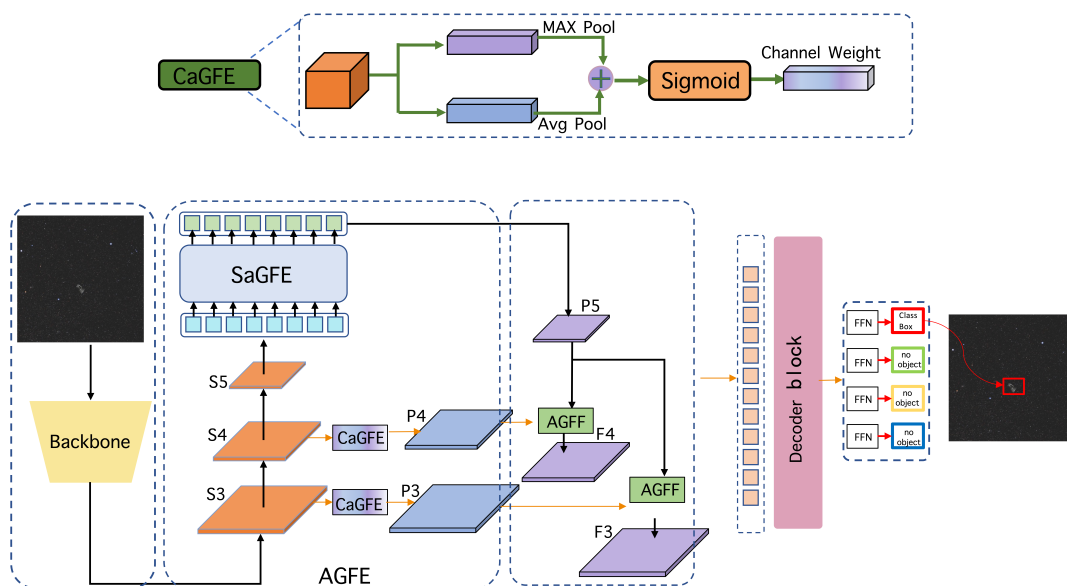 CaGFE
MAX Pool
Avg Pool
Sigmoid
Channel Weight
Backbone
SaGFE
S5
S4
S3
CaGFE
CaGFE
P4
P3
AGFE
P5
AGFF
F4
AGFF
F3
Decoder block
FFN
Class
Box
FFN
no
object
FFN
no
object
FFN
no
object